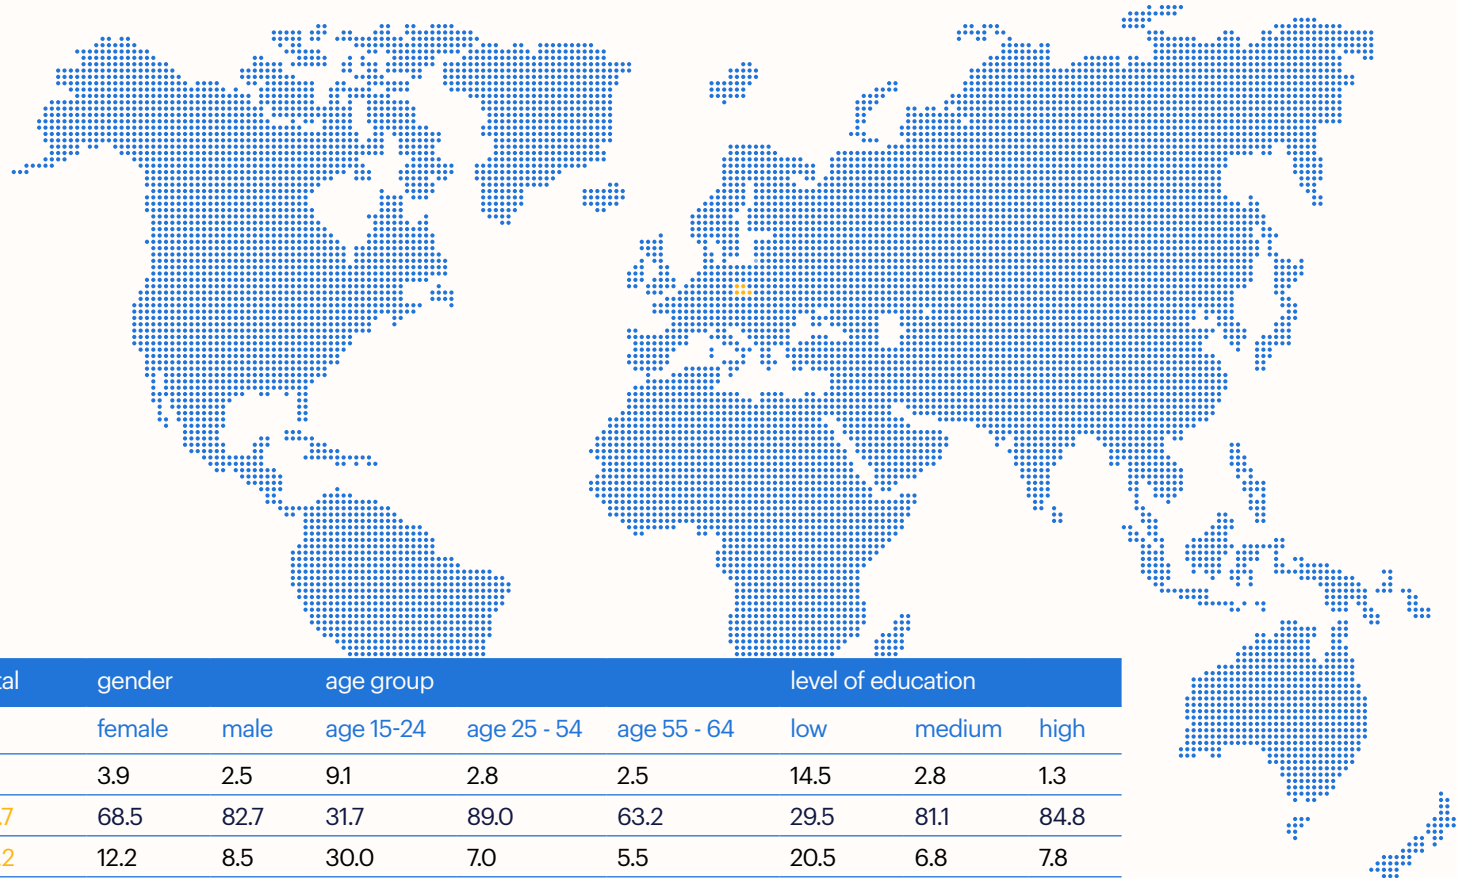 tal gender age group level of education
female male age 15-24 age 25 - 54 age 55 - 64 low medium high
3.9 2.5 9.1 2.8 2.5 14.5 2.8 1.3
.7 68.5 82.7 31.7 89.0 63.2 29.5 81.1 84.8
.2 12.2 8.5 30.0 7.0 5.5 20.5 6.8 7.8